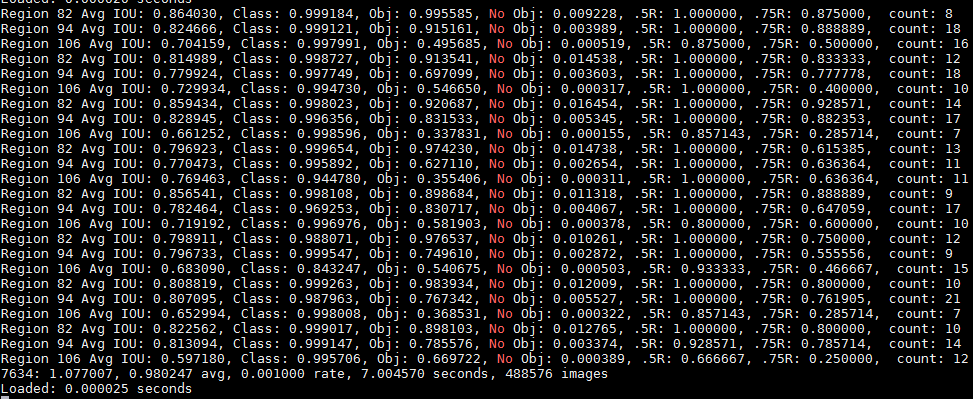 Loaded: 0.000026 seconds
Region 82 Avg IOU: 0.864030, Class: 0.999184, Obj: 0.995585, No Obj: 0.009228, .5R: 1.000000, .75R: 0.875000,  count: 8
Region 94 Avg IOU: 0.824666, Class: 0.999121, Obj: 0.915161, No Obj: 0.003989, .5R: 1.000000, .75R: 0.888889,  count: 18
Region 106 Avg IOU: 0.704159, Class: 0.997991, Obj: 0.495685, No Obj: 0.000519, .5R: 0.875000, .75R: 0.500000,  count: 16
Region 82 Avg IOU: 0.814989, Class: 0.998727, Obj: 0.913541, No Obj: 0.014538, .5R: 1.000000, .75R: 0.833333,  count: 12
Region 94 Avg IOU: 0.779924, Class: 0.997749, Obj: 0.697099, No Obj: 0.003603, .5R: 1.000000, .75R: 0.777778,  count: 18
Region 106 Avg IOU: 0.729934, Class: 0.994730, Obj: 0.546650, No Obj: 0.000317, .5R: 1.000000, .75R: 0.400000,  count: 10
Region 82 Avg IOU: 0.859434, Class: 0.998023, Obj: 0.920687, No Obj: 0.016454, .5R: 1.000000, .75R: 0.928571,  count: 14
Region 94 Avg IOU: 0.828945, Class: 0.996356, Obj: 0.831533, No Obj: 0.005345, .5R: 1.000000, .75R: 0.882353,  count: 17
Region 106 Avg IOU: 0.661252, Class: 0.998596, Obj: 0.337831, No Obj: 0.000155, .5R: 0.857143, .75R: 0.285714,  count: 7
Region 82 Avg IOU: 0.796923, Class: 0.999654, Obj: 0.974230, No Obj: 0.014738, .5R: 1.000000, .75R: 0.615385,  count: 13
Region 94 Avg IOU: 0.770473, Class: 0.995892, Obj: 0.627110, No Obj: 0.002654, .5R: 1.000000, .75R: 0.636364,  count: 11
Region 106 Avg IOU: 0.769463, Class: 0.944780, Obj: 0.355406, No Obj: 0.000311, .5R: 1.000000, .75R: 0.636364,  count: 11
Region 82 Avg IOU: 0.856541, Class: 0.998108, Obj: 0.898684, No Obj: 0.011318, .5R: 1.000000, .75R: 0.888889,  count: 9
Region 94 Avg IOU: 0.782464, Class: 0.969253, Obj: 0.830717, No Obj: 0.004067, .5R: 1.000000, .75R: 0.647059,  count: 17
Region 106 Avg IOU: 0.719192, Class: 0.996976, Obj: 0.581903, No Obj: 0.000378, .5R: 0.800000, .75R: 0.600000,  count: 10
Region 82 Avg IOU: 0.798911, Class: 0.988071, Obj: 0.976537, No Obj: 0.010261, .5R: 1.000000, .75R: 0.750000,  count: 12
Region 94 Avg IOU: 0.796733, Class: 0.999547, Obj: 0.749610, No Obj: 0.002872, .5R: 1.000000, .75R: 0.555556,  count: 9
Region 106 Avg IOU: 0.683090, Class: 0.843247, Obj: 0.540675, No Obj: 0.000503, .5R: 0.933333, .75R: 0.466667,  count: 15
Region 82 Avg IOU: 0.808819, Class: 0.999263, Obj: 0.983934, No Obj: 0.012009, .5R: 1.000000, .75R: 0.800000,  count: 10
Region 94 Avg IOU: 0.807095, Class: 0.987963, Obj: 0.767342, No Obj: 0.005527, .5R: 1.000000, .75R: 0.761905,  count: 21
Region 106 Avg IOU: 0.652994, Class: 0.998008, Obj: 0.368531, No Obj: 0.000322, .5R: 0.857143, .75R: 0.285714,  count: 7
Region 82 Avg IOU: 0.822562, Class: 0.999017, Obj: 0.898103, No Obj: 0.012765, .5R: 1.000000, .75R: 0.800000,  count: 10
Region 94 Avg IOU: 0.813094, Class: 0.999147, Obj: 0.785576, No Obj: 0.003374, .5R: 0.928571, .75R: 0.785714,  count: 14
Region 106 Avg IOU: 0.597180, Class: 0.995706, Obj: 0.669722, No Obj: 0.000389, .5R: 0.666667, .75R: 0.250000,  count: 12
7634: 1.077007, 0.980247 avg, 0.001000 rate, 7.004570 seconds, 488576 images
Loaded: 0.000025 seconds